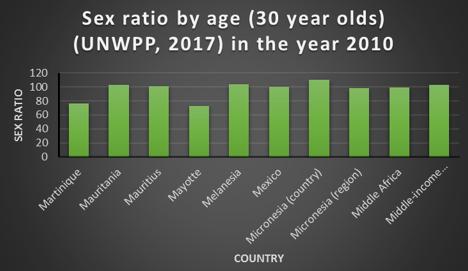 Sex ratio by age (30 year olds)
(UNWPP, 2017) in the year 2010
SEX RATIO
120
100
80
60
40
20
0
Martinique
Mauritania
Mauritius
Mayotte
Melanesia
Mexico
Micronesia (country)
Micronesia (region)
Middle Africa
Middle-income...
COUNTRY